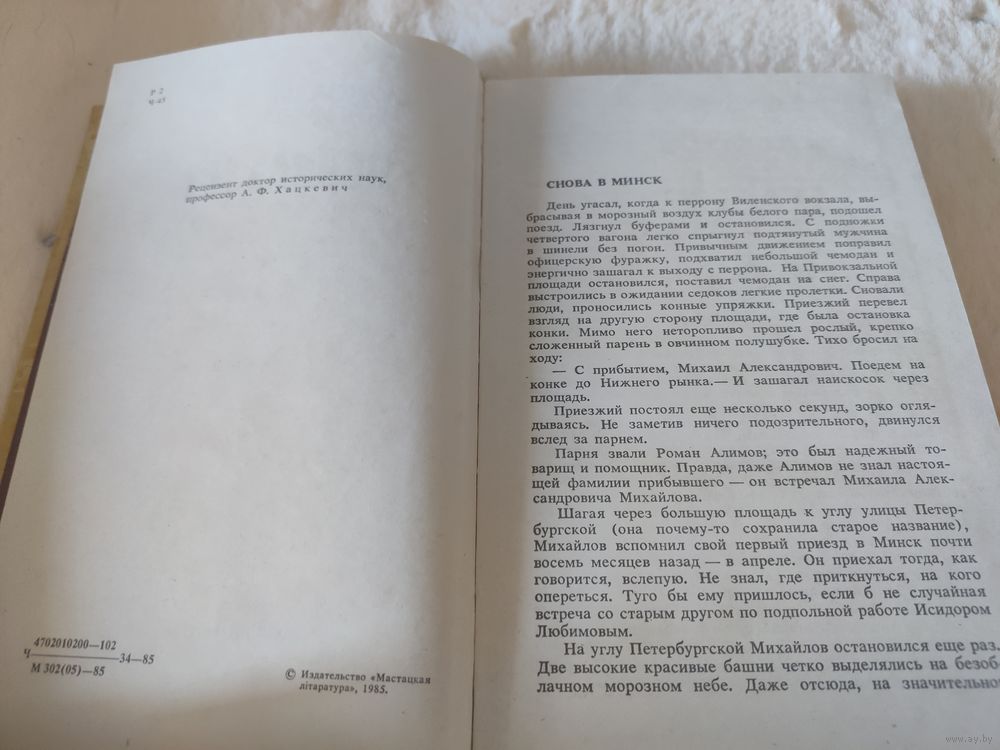 Р 2
Ч-45
Рецензент доктор исторических наук,
профессор А. Ф. Хацкевич
4702010200—102
Ч————34—85
М 302(05)—85
© Издательство «Мастацкая
літаратура», 1985.
СНОВА В МИНСК
День угасал, когда к перрону Виленского вокзала, вы-
брасывая в морозный воздух клубы белого пара, подошел
поезд. Лязгнул буферами и остановился. С подножки
четвертого вагона легко спрыгнул подтянутый мужчина
в шинели без погон. Привычным движением поправил
офицерскую фуражку, подхватил небольшой чемодан и
энергично зашагал к выходу с перрона. На Привокзальной
площади остановился, поставил чемодан на снег. Справа
выстроились в ожидании седоков легкие пролетки. Сновали
люди, проносились конные упряжки. Приезжий перевел
взгляд на другую сторону площади, где была остановка
конки. Мимо него неторопливо прошел рослый, крепко
сложенный парень в овчинном полушубке. Тихо бросил на
ходу:
— С прибытием, Михаил Александрович. Поедем на
конке до Нижнего рынка.— И зашагал наискосок через
площадь.
Приезжий постоял еще несколько секунд, зорко огля-
дываясь. Не заметив ничего подозрительного, двинулся
вслед за парнем.
Парня звали Роман Алимов; это был надежный то-
варищ и помощник. Правда, даже Алимов не знал настоя-
щей фамилии прибывшего — он встречал Михаила Алек-
сандровича Михайлова.
Шагая через большую площадь к углу улицы Петер-
бургской (она почему-то сохранила старое название),
Михайлов вспомнил свой первый приезд в Минск почти
восемь месяцев назад — в апреле. Он приехал тогда, как
говорится, вслепую. Не знал, где приткнуться, на кого
опереться. Туго бы ему пришлось, если б не случайная
встреча со старым другом по подпольной работе Исидором
Любимовым.
На углу Петербургской Михайлов остановился еще раз.
Две высокие красивые башни четко выделялись на безоб-
лачном морозном небе. Даже отсюда, на значительно
www.ay.by